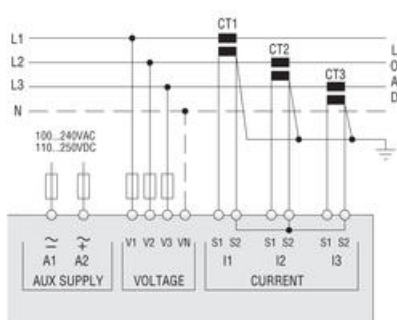 CT1
L1
CT2
L2
L
O
A
D
CT3
L3
N
100...240VAC
110...250VDC
V1 V2 V3 VN S1 S2 S1 S2 S1 S2
A1 A2 I1 I2 I3
AUX SUPPLY VOLTAGE CURRENT